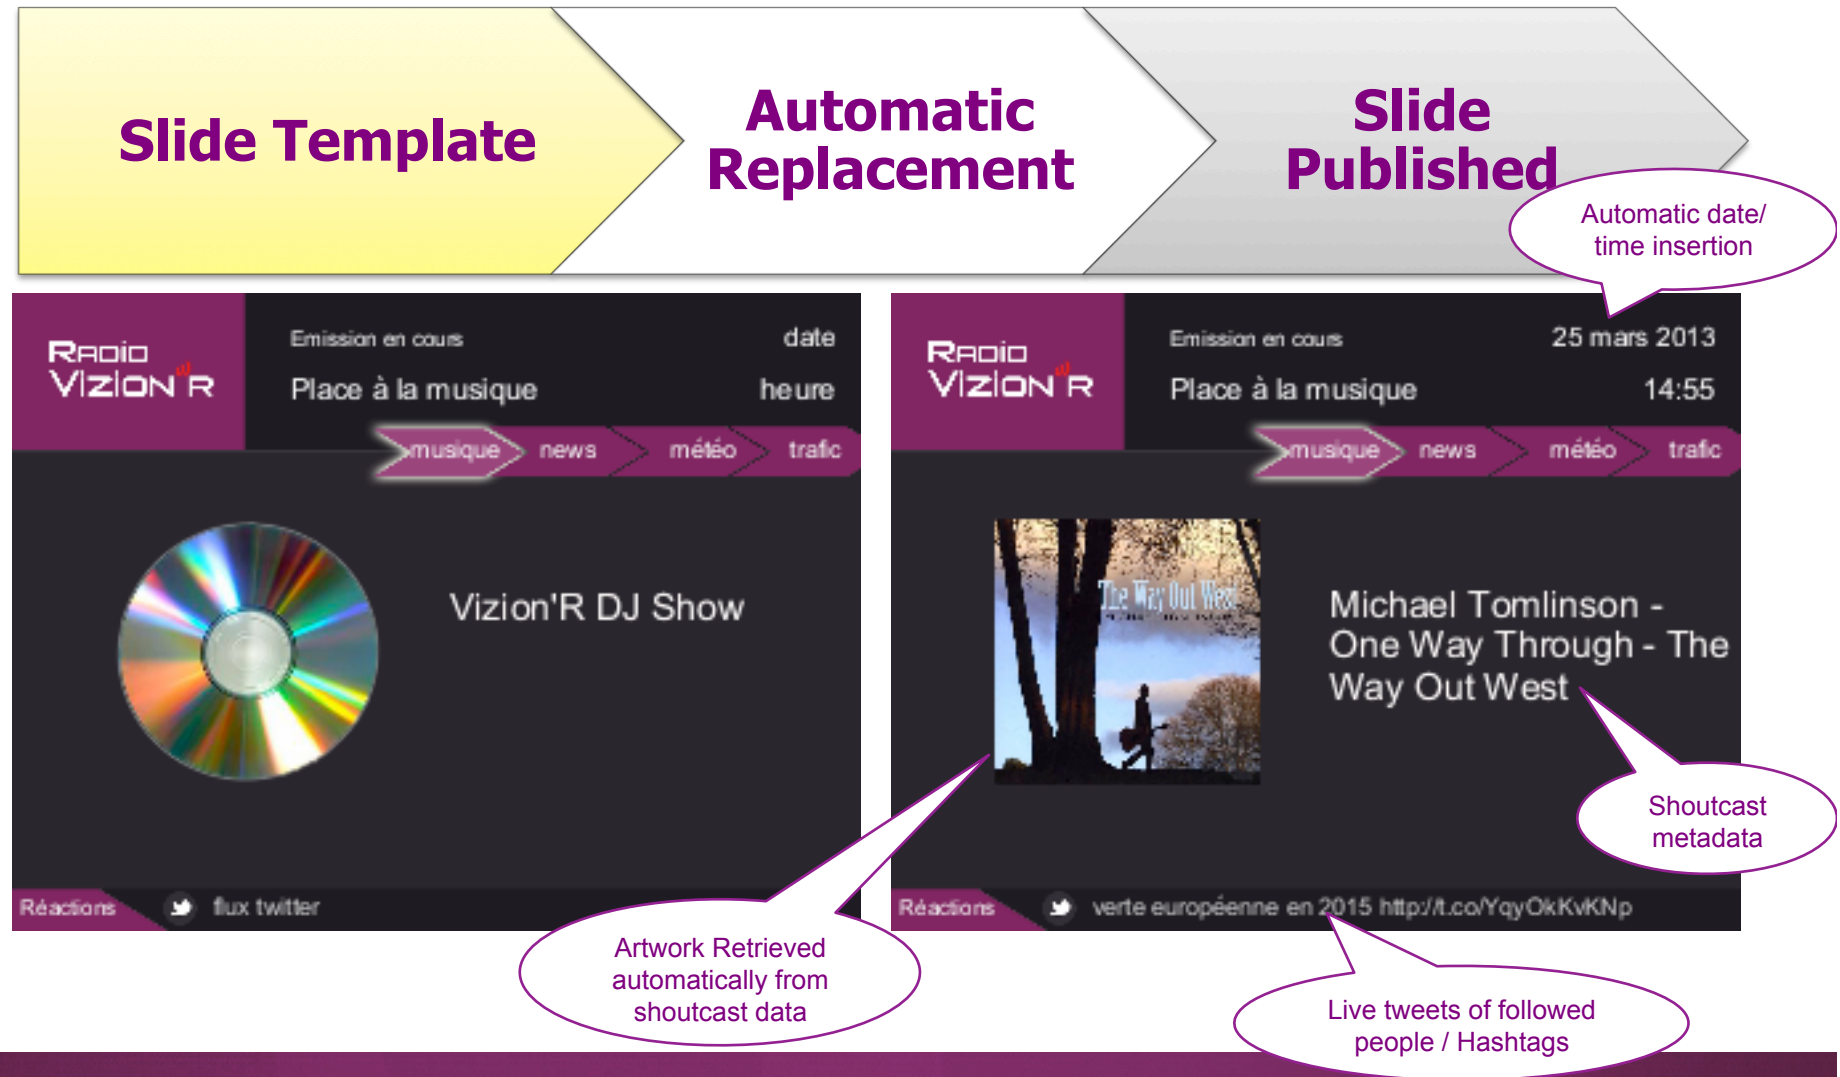 Slide Template
Automatic
Replacement
Slide
Published
Automatic date/
time insertion
RADIO
VIZION'R
Emission en cours
date
Place à la musique
heure
musique
news
météo
trafic
Vizion'R DJ Show
Réactions
flux twitter
RADIO
VIZION'R
Emission en cours
25 mars 2013
Place à la musique
14:55
musique
news
météo
trafic
The Way Out West
Michael Tomlinson -
One Way Through - The
Way Out West
Shoutcast
metadata
Réactions
verte européenne en 2015 http://t.co/YqyOkKvKNp
Artwork Retrieved
automatically from
shoutcast data
Live tweets of followed
people / Hashtags